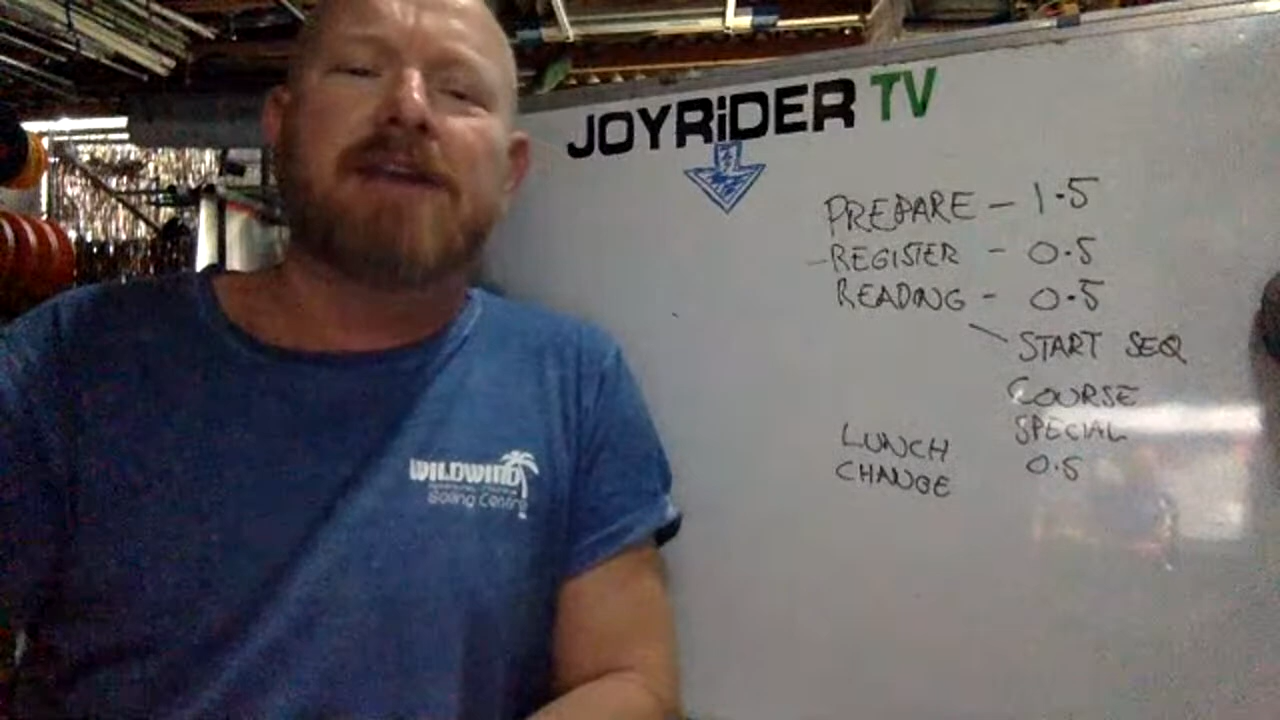 JOYRiDER TV
PREPARE - 1.5
-REGISTER - 0.5
READING - 0.5
START SEQ
COURSE
SPECIAL
LUNCH
CHANGE 0.5
WILDWIND
Sailing Centre